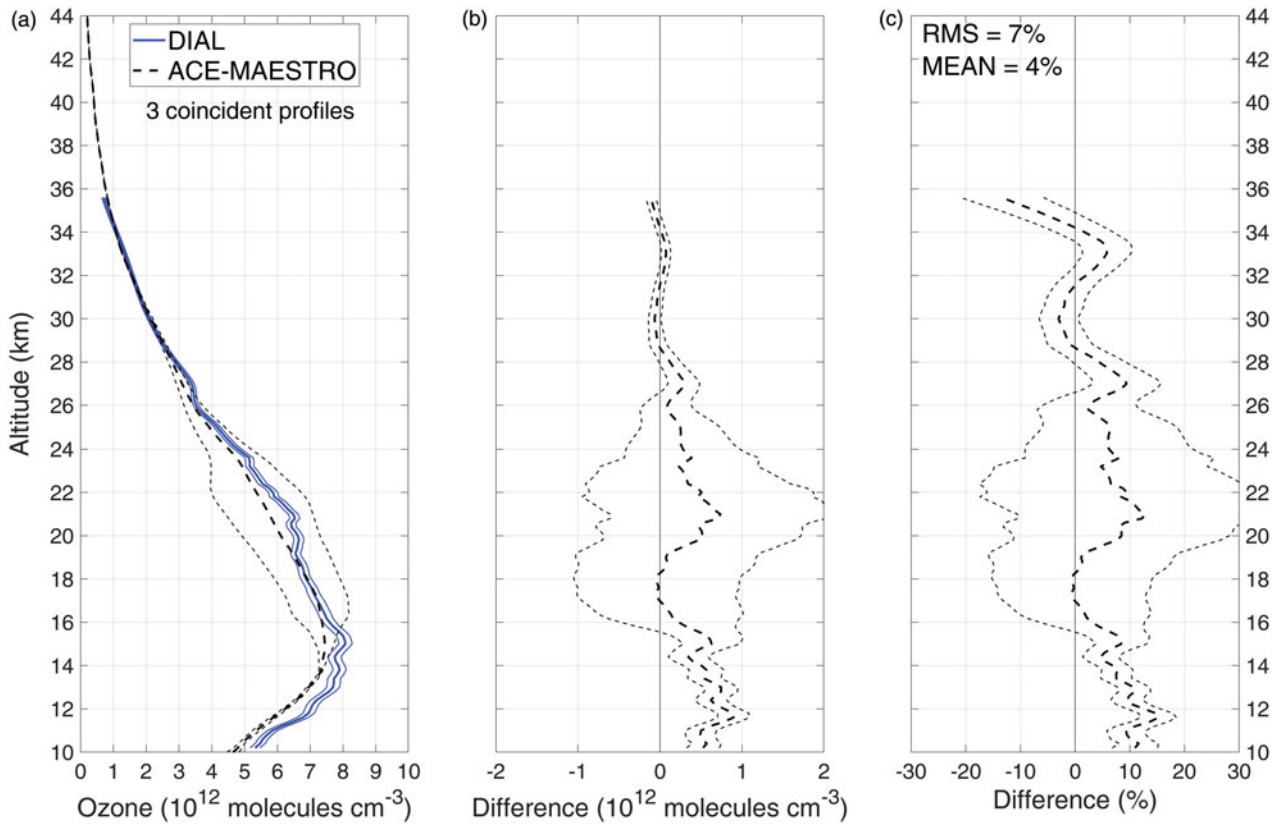 (a)
DIAL
ACE-MAESTRO
3 coincident profiles
44
42
40
38
36
34
32
30
28
26
24
22
20
18
16
14
12
10
Altitude (km)
0 1 2 3 4 5 6 7 8 9 10
Ozone (10¹² molecules cm⁻³)
(b)
-2 -1 0 1 2
Difference (10¹² molecules cm⁻³)
(c)
RMS = 7%
MEAN = 4%
44
42
40
38
36
34
32
30
28
26
24
22
20
18
16
14
12
10
-30 -20 -10 0 10 20 30
Difference (%)